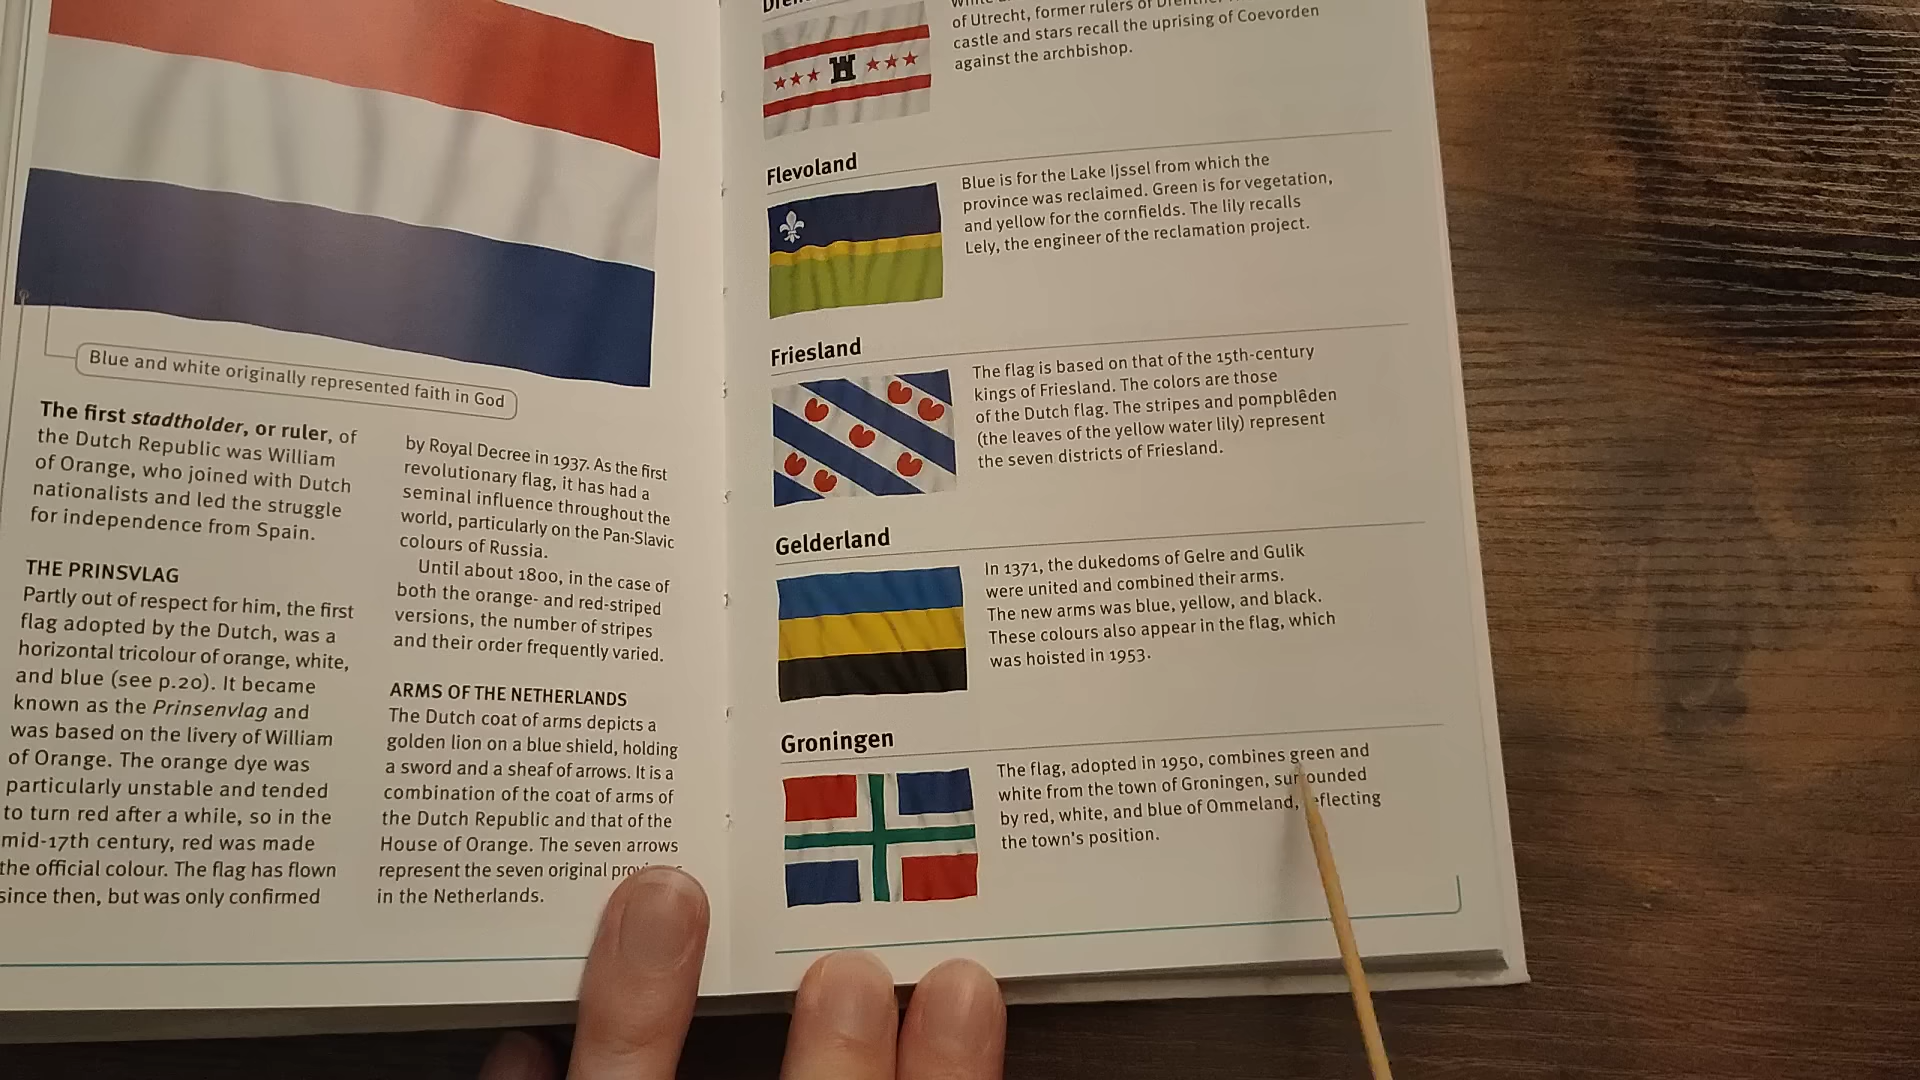 Blue and white originally represented faith in God
The first stadtholder, or ruler, of
the Dutch Republic was William
of Orange, who joined with Dutch
nationalists and led the struggle
for independence from Spain.
THE PRINSVLAG
Partly out of respect for him, the first
flag adopted by the Dutch, was a
horizontal tricolour of orange, white,
and blue (see p.20). It became
known as the Prinsenvlag and
was based on the livery of William
of Orange. The orange dye was
particularly unstable and tended
to turn red after a while, so in the
mid-17th century, red was made
the official colour. The flag has flown
since then, but was only confirmed
by Royal Decree in 1937. As the first
revolutionary flag, it has had a
seminal influence throughout the
world, particularly on the Pan-Slavic
colours of Russia.
Until about 1800, in the case of
both the orange- and red-striped
versions, the number of stripes
and their order frequently varied.
ARMS OF THE NETHERLANDS
The Dutch coat of arms depicts a
golden lion on a blue shield, holding
a sword and a sheaf of arrows. It is a
combination of the coat of arms of
the Dutch Republic and that of the
House of Orange. The seven arrows
represent the seven original
in the Netherlands.
of Utrecht, former rulers of
castle and stars recall the uprising of Coevorden
against the archbishop.
Flevoland
Blue is for the Lake Ijssel from which the
province was reclaimed. Green is for vegetation,
and yellow for the cornfields. The lily recalls
Lely, the engineer of the reclamation project.
Friesland
The flag is based on that of the 15th-century
kings of Friesland. The colors are those
of the Dutch flag. The stripes and pompblêden
(the leaves of the yellow water lily) represent
the seven districts of Friesland.
Gelderland
In 1371, the dukedoms of Gelre and Gulik
were united and combined their arms.
The new arms was blue, yellow, and black.
These colours also appear in the flag, which
was hoisted in 1953.
Groningen
The flag, adopted in 1950, combines green and
white from the town of Groningen, surrounded
by red, white, and blue of Ommeland, reflecting
the town's position.